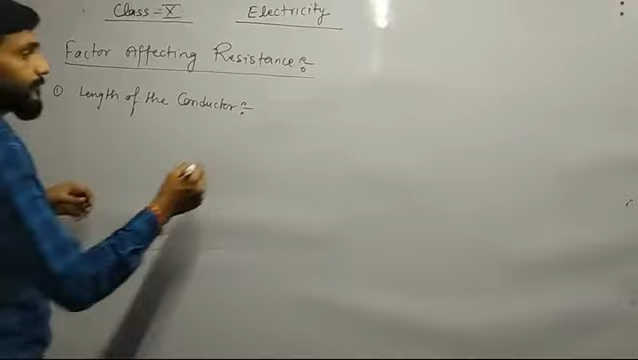 Class - X Electricity
Factor Affecting Resistance :-
① Length of the Conductor :-